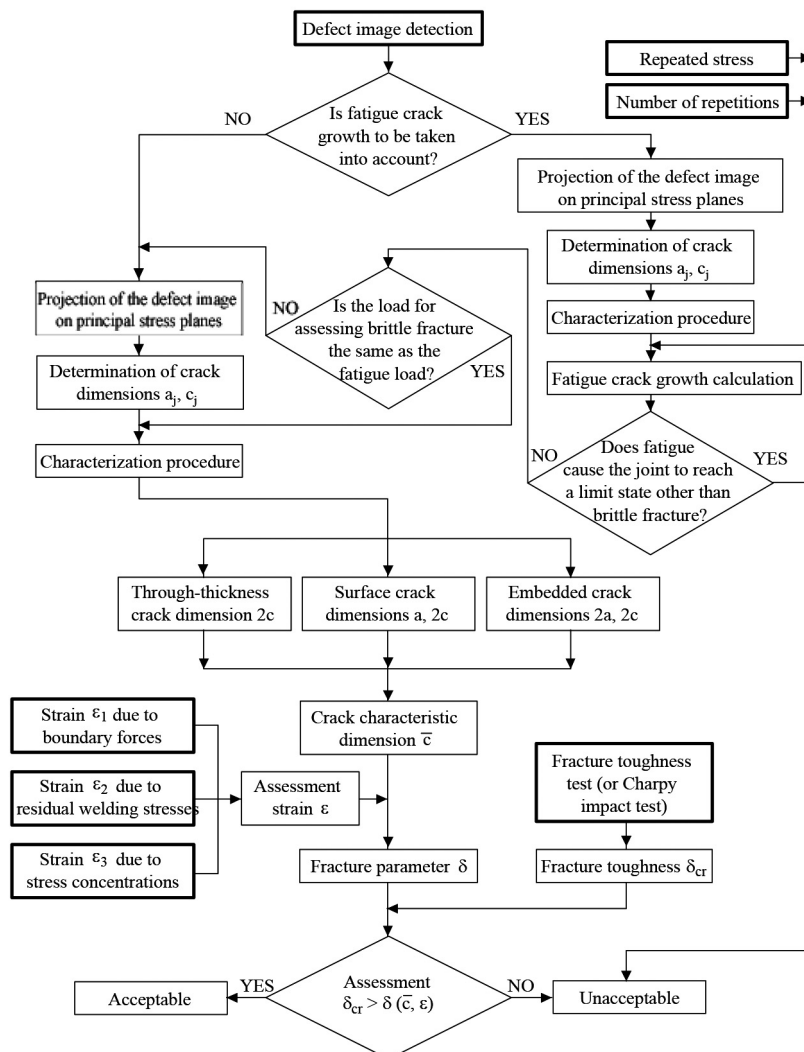 Defect image detection
Repeated stress
Number of repetitions
NO
Is fatigue crack
growth to be taken
into account?
YES
Projection of the defect image
on principal stress planes
Determination of crack
dimensions aj, cj
Characterization procedure
Fatigue crack growth calculation
NO
Is the load for
assessing brittle fracture
the same as the
fatigue load?
YES
Projection of the defect image
on principal stress planes
Determination of crack
dimensions aj, cj
Characterization procedure
NO
Does fatigue
cause the joint to reach
a limit state other than
brittle fracture?
YES
Through-thickness
crack dimension 2c
Surface crack
dimensions a, 2c
Embedded crack
dimensions 2a, 2c
Crack characteristic
dimension c̅
Strain ε1 due to
boundary forces
Strain ε2 due to
residual welding stresses
Strain ε3 due to
stress concentrations
Assessment
strain ε
Fracture toughness
test (or Charpy
impact test)
Fracture parameter δ
Fracture toughness δcr
YES
Assessment
δcr > δ (c̅, ε)
NO
Acceptable
Unacceptable